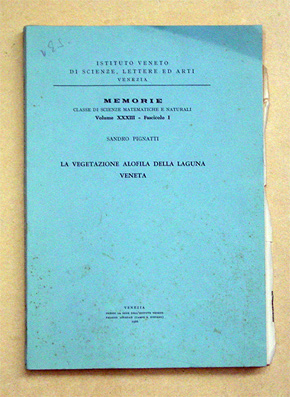 ISTITUTO VENETO
DI SCIENZE, LETTERE ED ARTI
VENEZIA
MEMORIE
CLASSE DI SCIENZE MATEMATICHE E NATURALI
Volume XXXIII - Fascicolo I
SANDRO PIGNATTI
LA VEGETAZIONE ALOFILA DELLA LAGUNA
VENETA
VENEZIA